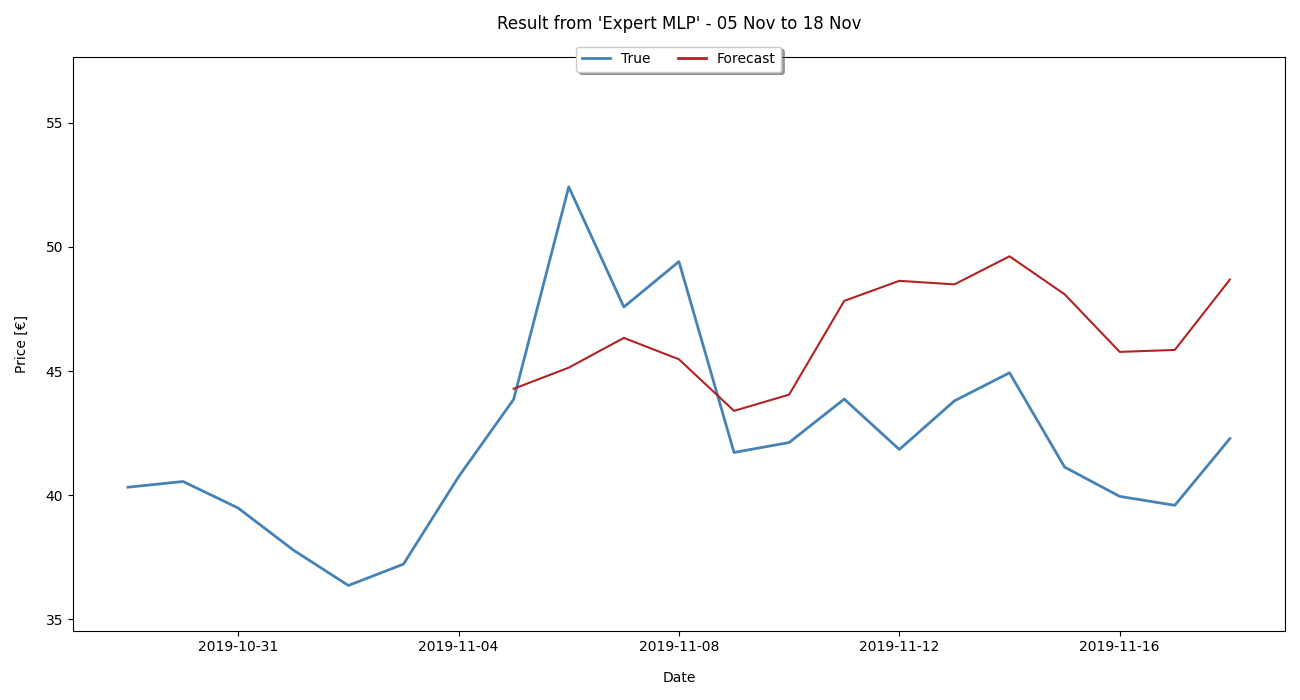 Result from 'Expert MLP' - 05 Nov to 18 Nov
True Forecast
55
50
45
40
35
Price [€]
2019-10-31 2019-11-04 2019-11-08 2019-11-12 2019-11-16
Date